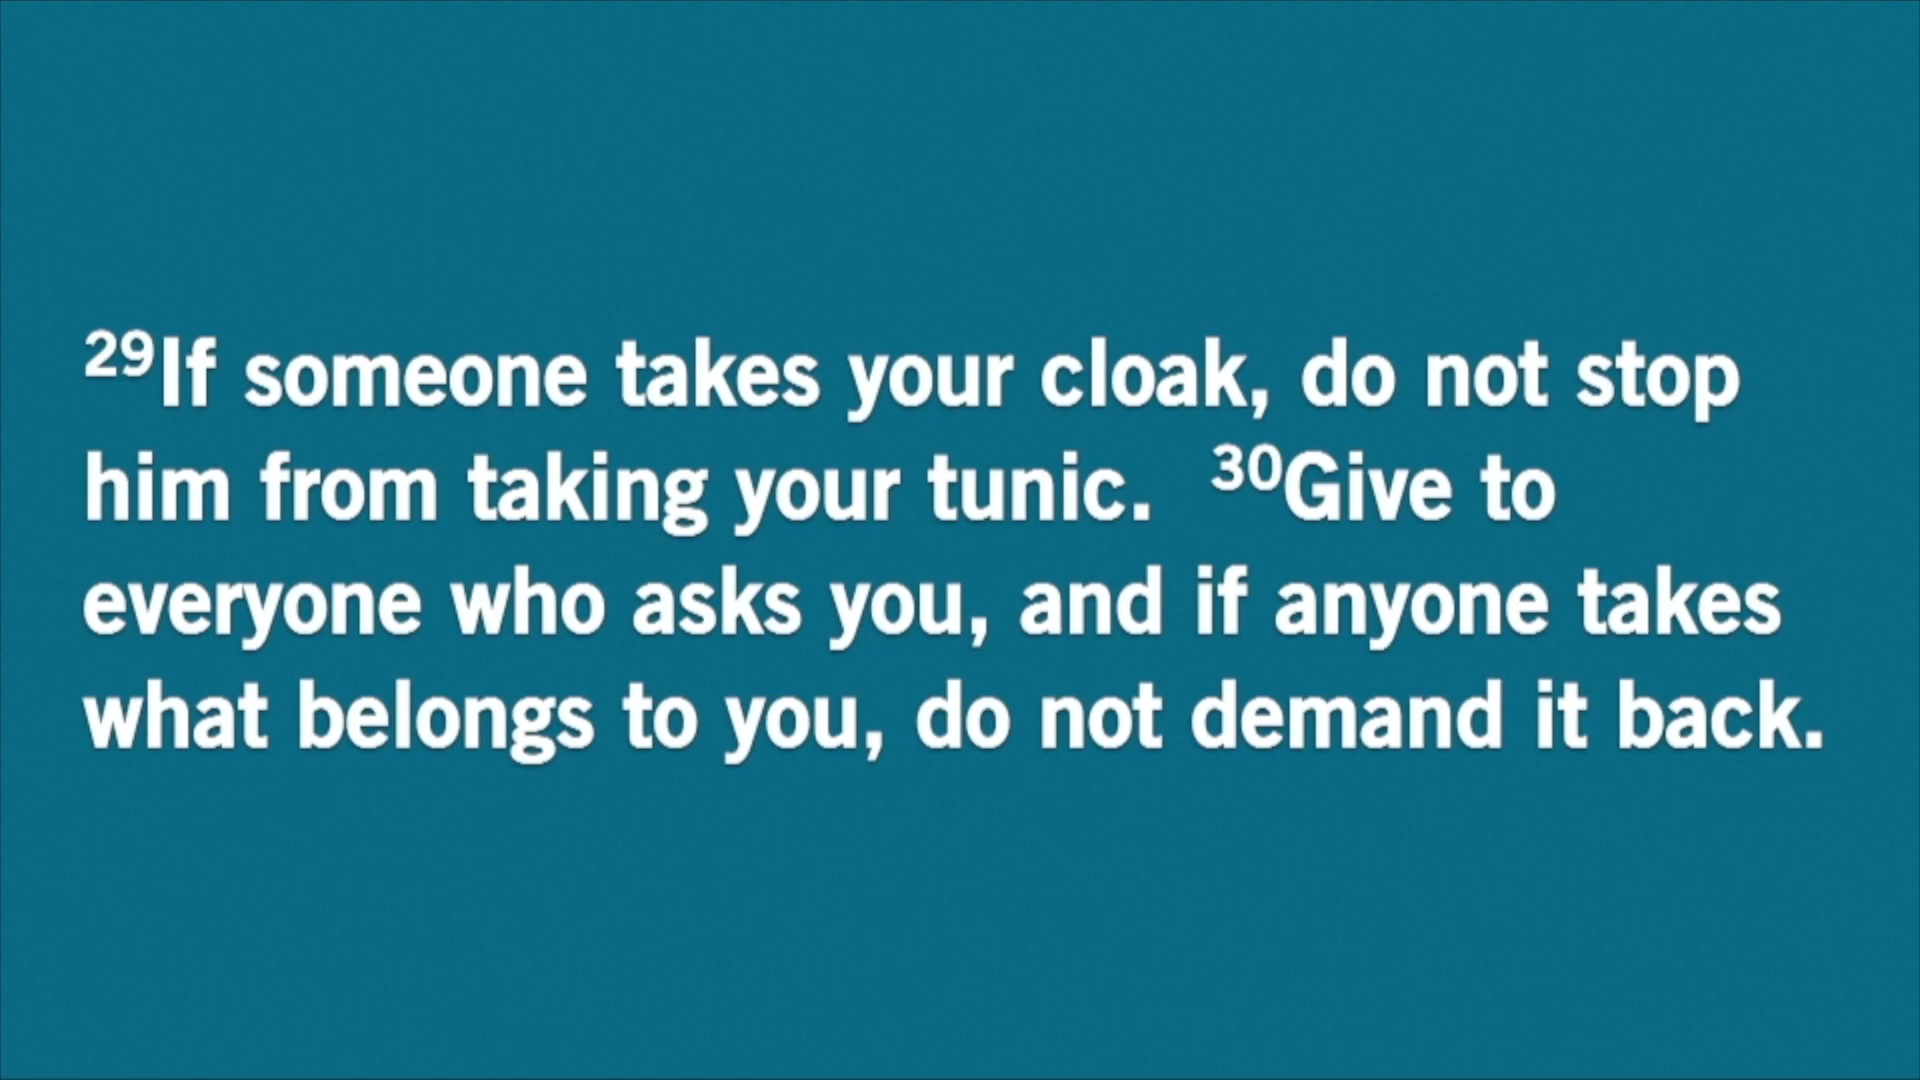 29If someone takes your cloak, do not stop
him from taking your tunic. 30Give to
everyone who asks you, and if anyone takes
what belongs to you, do not demand it back.